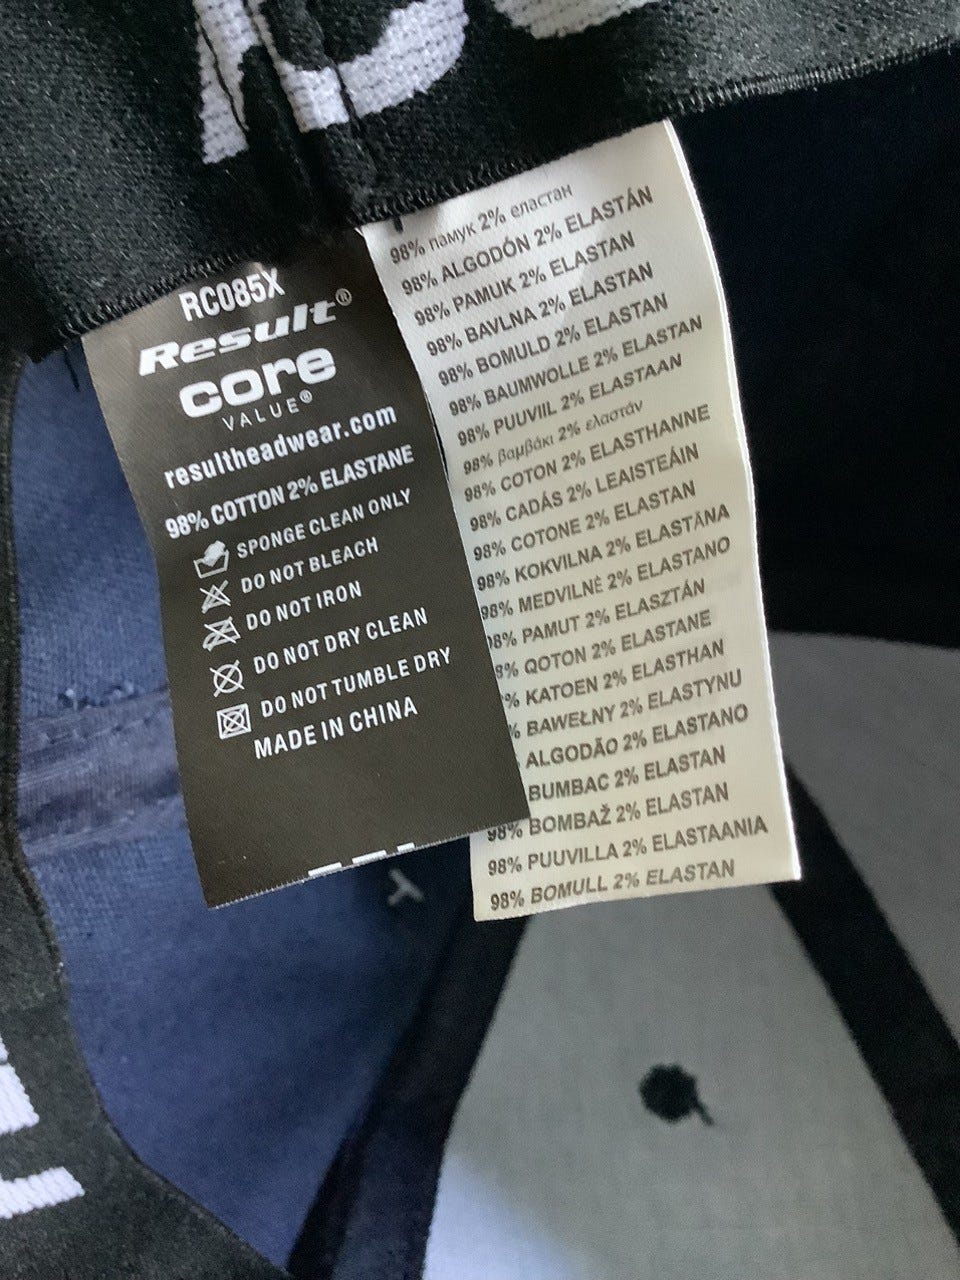 RC085X
Result®
core
VALUE®
resultheadwear.com
98% COTTON 2% ELASTANE
SPONGE CLEAN ONLY
DO NOT BLEACH
DO NOT IRON
DO NOT DRY CLEAN
DO NOT TUMBLE DRY
MADE IN CHINA
98% памук 2% еластан
98% ALGODÓN 2% ELASTÁN
98% PAMUK 2% ELASTAN
98% BAVLNA 2% ELASTAN
98% BOMULD 2% ELASTAN
98% BAUMWOLLE 2% ELASTAN
98% PUUVIIL 2% ELASTAAN
98% βαμβάκι 2% ελαστάν
98% COTON 2% ELASTHANNE
98% CADÁS 2% LEAISTEÁIN
98% COTONE 2% ELASTAN
98% KOKVILNA 2% ELASTĀNA
98% MEDVILNĖ 2% ELASTANO
98% PAMUT 2% ELASZTÁN
8% QOTON 2% ELASTANE
% KATOEN 2% ELASTHAN
% BAWEŁNY 2% ELASTYNU
ALGODÃO 2% ELASTANO
BUMBAC 2% ELASTAN
98% BOMBAŽ 2% ELASTAN
98% PUUVILLA 2% ELASTAANIA
98% BOMULL 2% ELASTAN